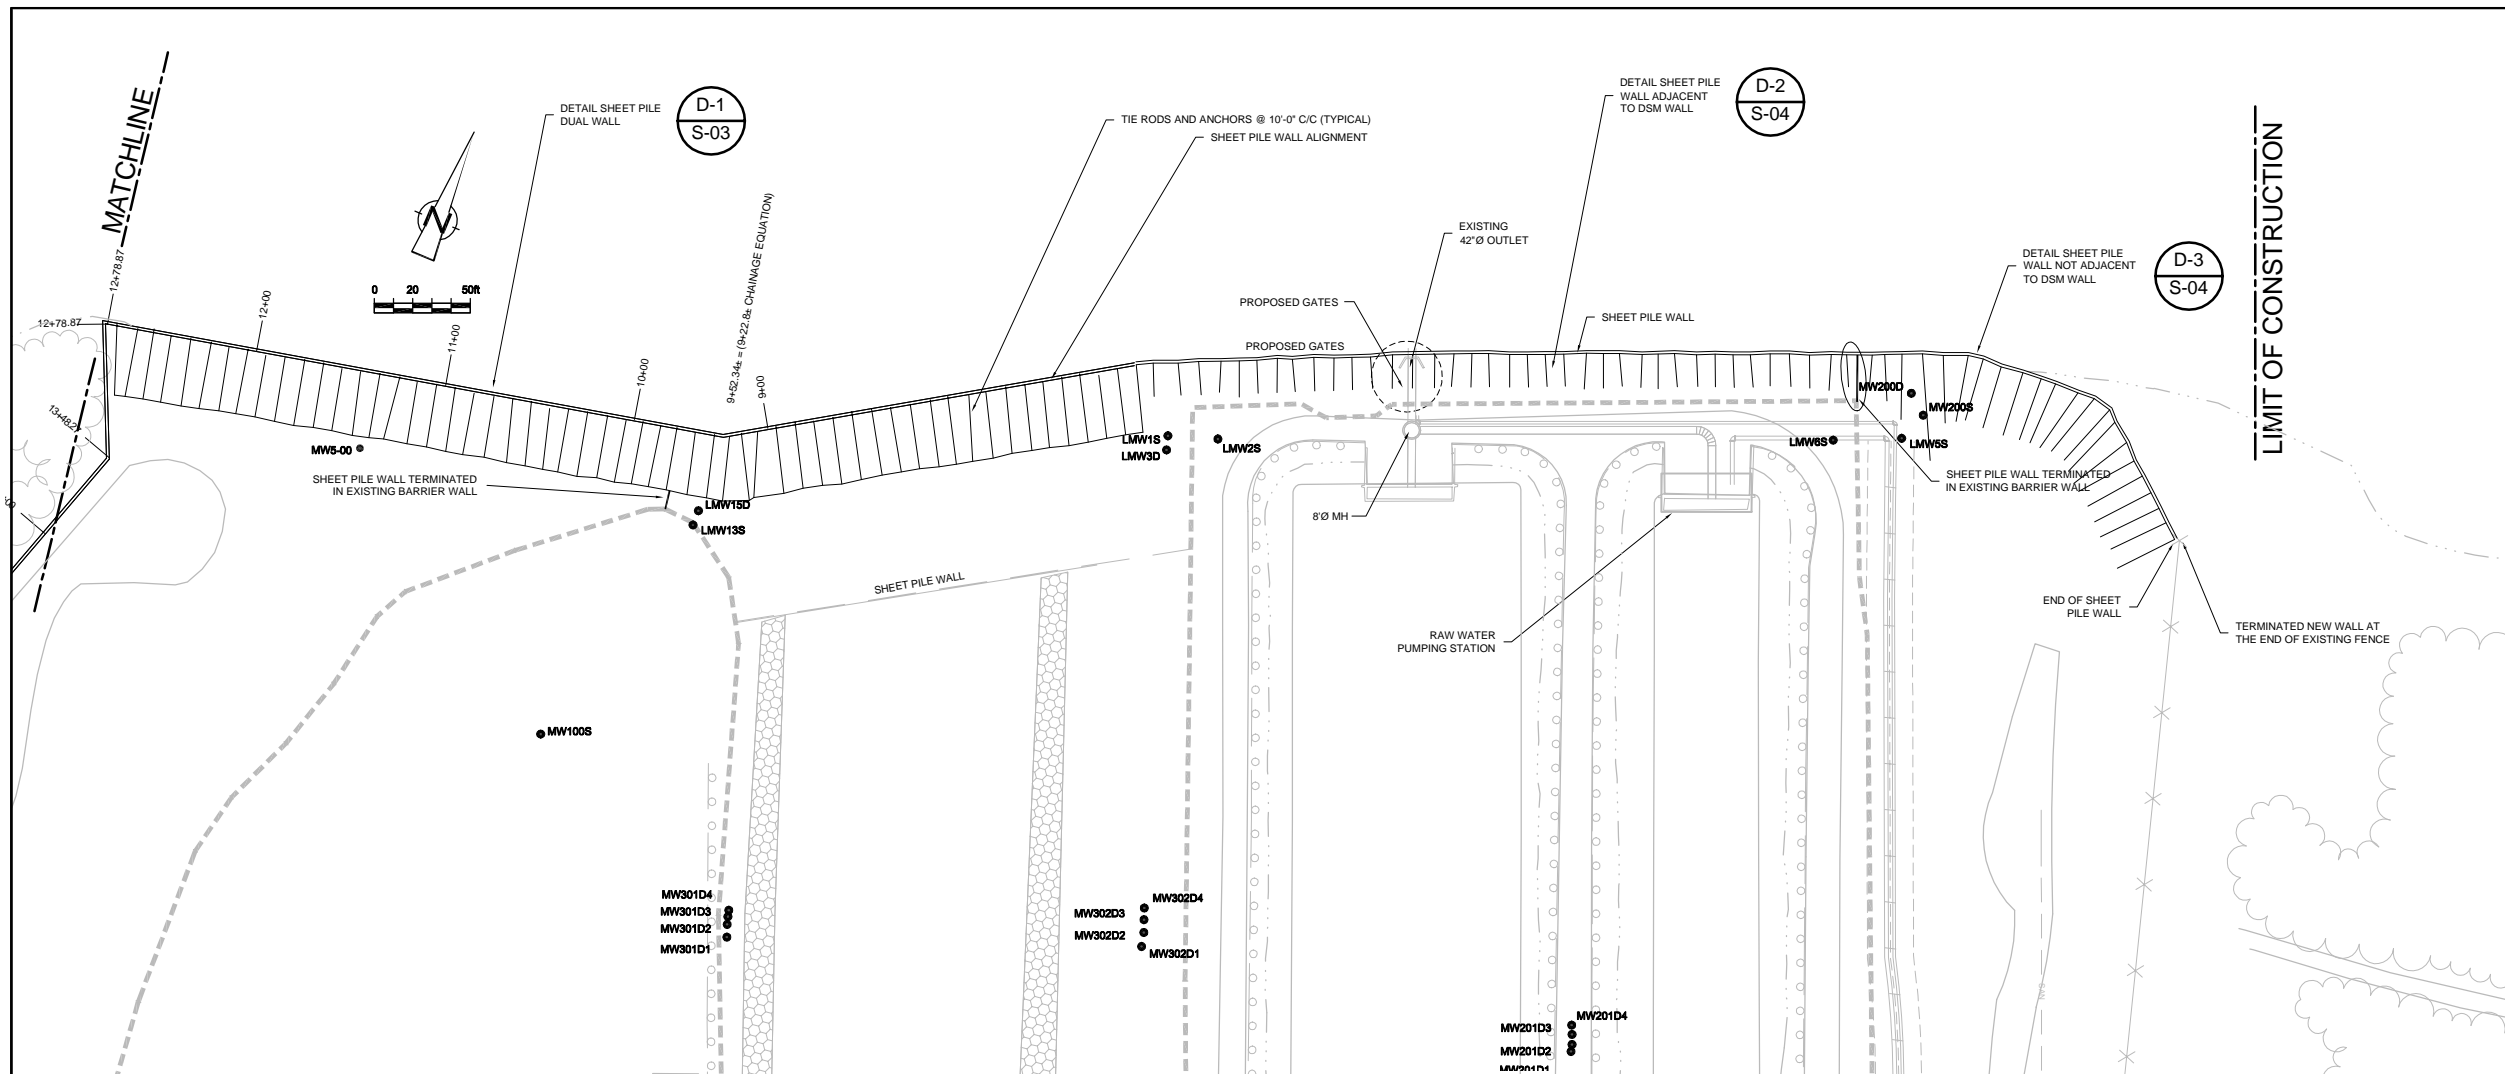 MATCHLINE
DETAIL SHEET PILE
DUAL WALL
D-1
S-03
TIE RODS AND ANCHORS @ 10'-0" C/C (TYPICAL)
SHEET PILE WALL ALIGNMENT
DETAIL SHEET PILE
WALL ADJACENT
TO DSM WALL
D-2
S-04
LIMIT OF CONSTRUCTION
N
0 20 50ft
EXISTING
42"Ø OUTLET
DETAIL SHEET PILE
WALL NOT ADJACENT
TO DSM WALL
D-3
S-04
12+78.87
12+78.87
12+00
11+00
10+00
9+52.34± = (9+22.8± CHAINAGE EQUATION)
9+00
PROPOSED GATES
PROPOSED GATES
SHEET PILE WALL
13+48.27
MW5-00
SHEET PILE WALL TERMINATED
IN EXISTING BARRIER WALL
LMW15D
LMW13S
LMW1S
LMW3D
LMW2S
MW200D
MW200S
LMW6S
LMW5S
SHEET PILE WALL TERMINATED
IN EXISTING BARRIER WALL
8'Ø MH
SHEET PILE WALL
RAW WATER
PUMPING STATION
END OF SHEET
PILE WALL
TERMINATED NEW WALL AT
THE END OF EXISTING FENCE
MW100S
MW301D4
MW301D3
MW301D2
MW301D1
MW302D4
MW302D3
MW302D2
MW302D1
SAN
MW201D4
MW201D3
MW201D2
MW201D1